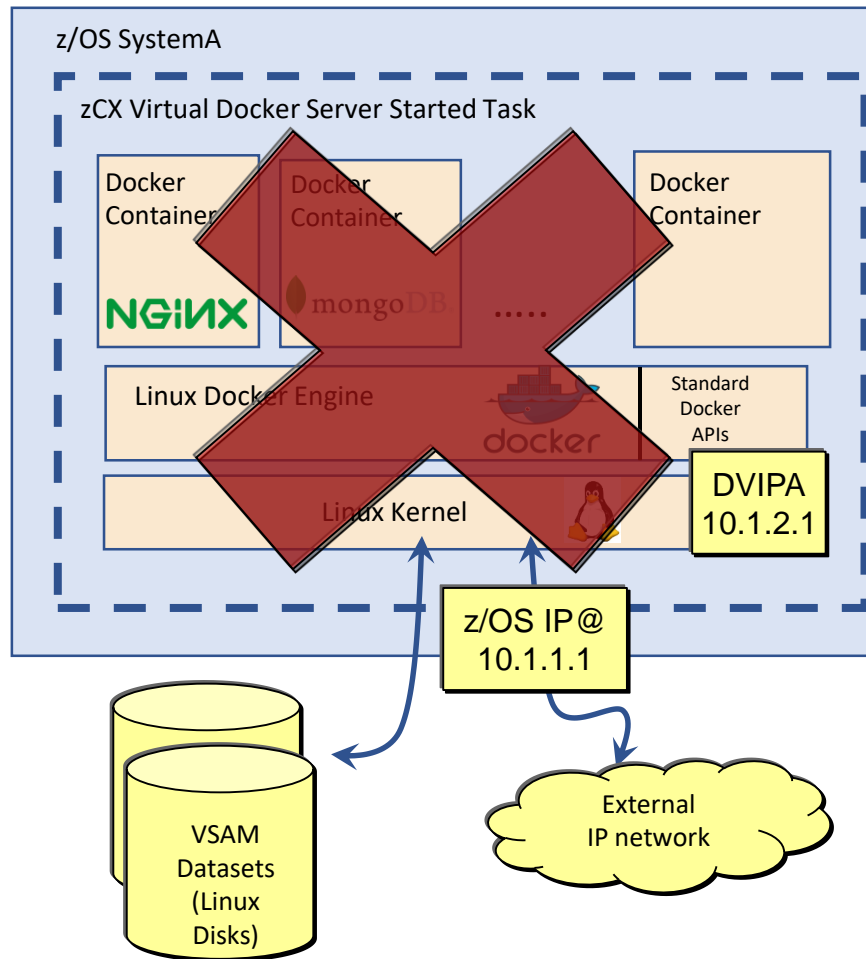 z/OS SystemA
zCX Virtual Docker Server Started Task
Docker
Container
NGiNX
Docker
Container
mongoDB.
.....
Docker
Container
Linux Docker Engine
docker
Standard
Docker
APIs
Linux Kernel
DVIPA
10.1.2.1
z/OS IP@
10.1.1.1
VSAM
Datasets
(Linux
Disks)
External
IP network